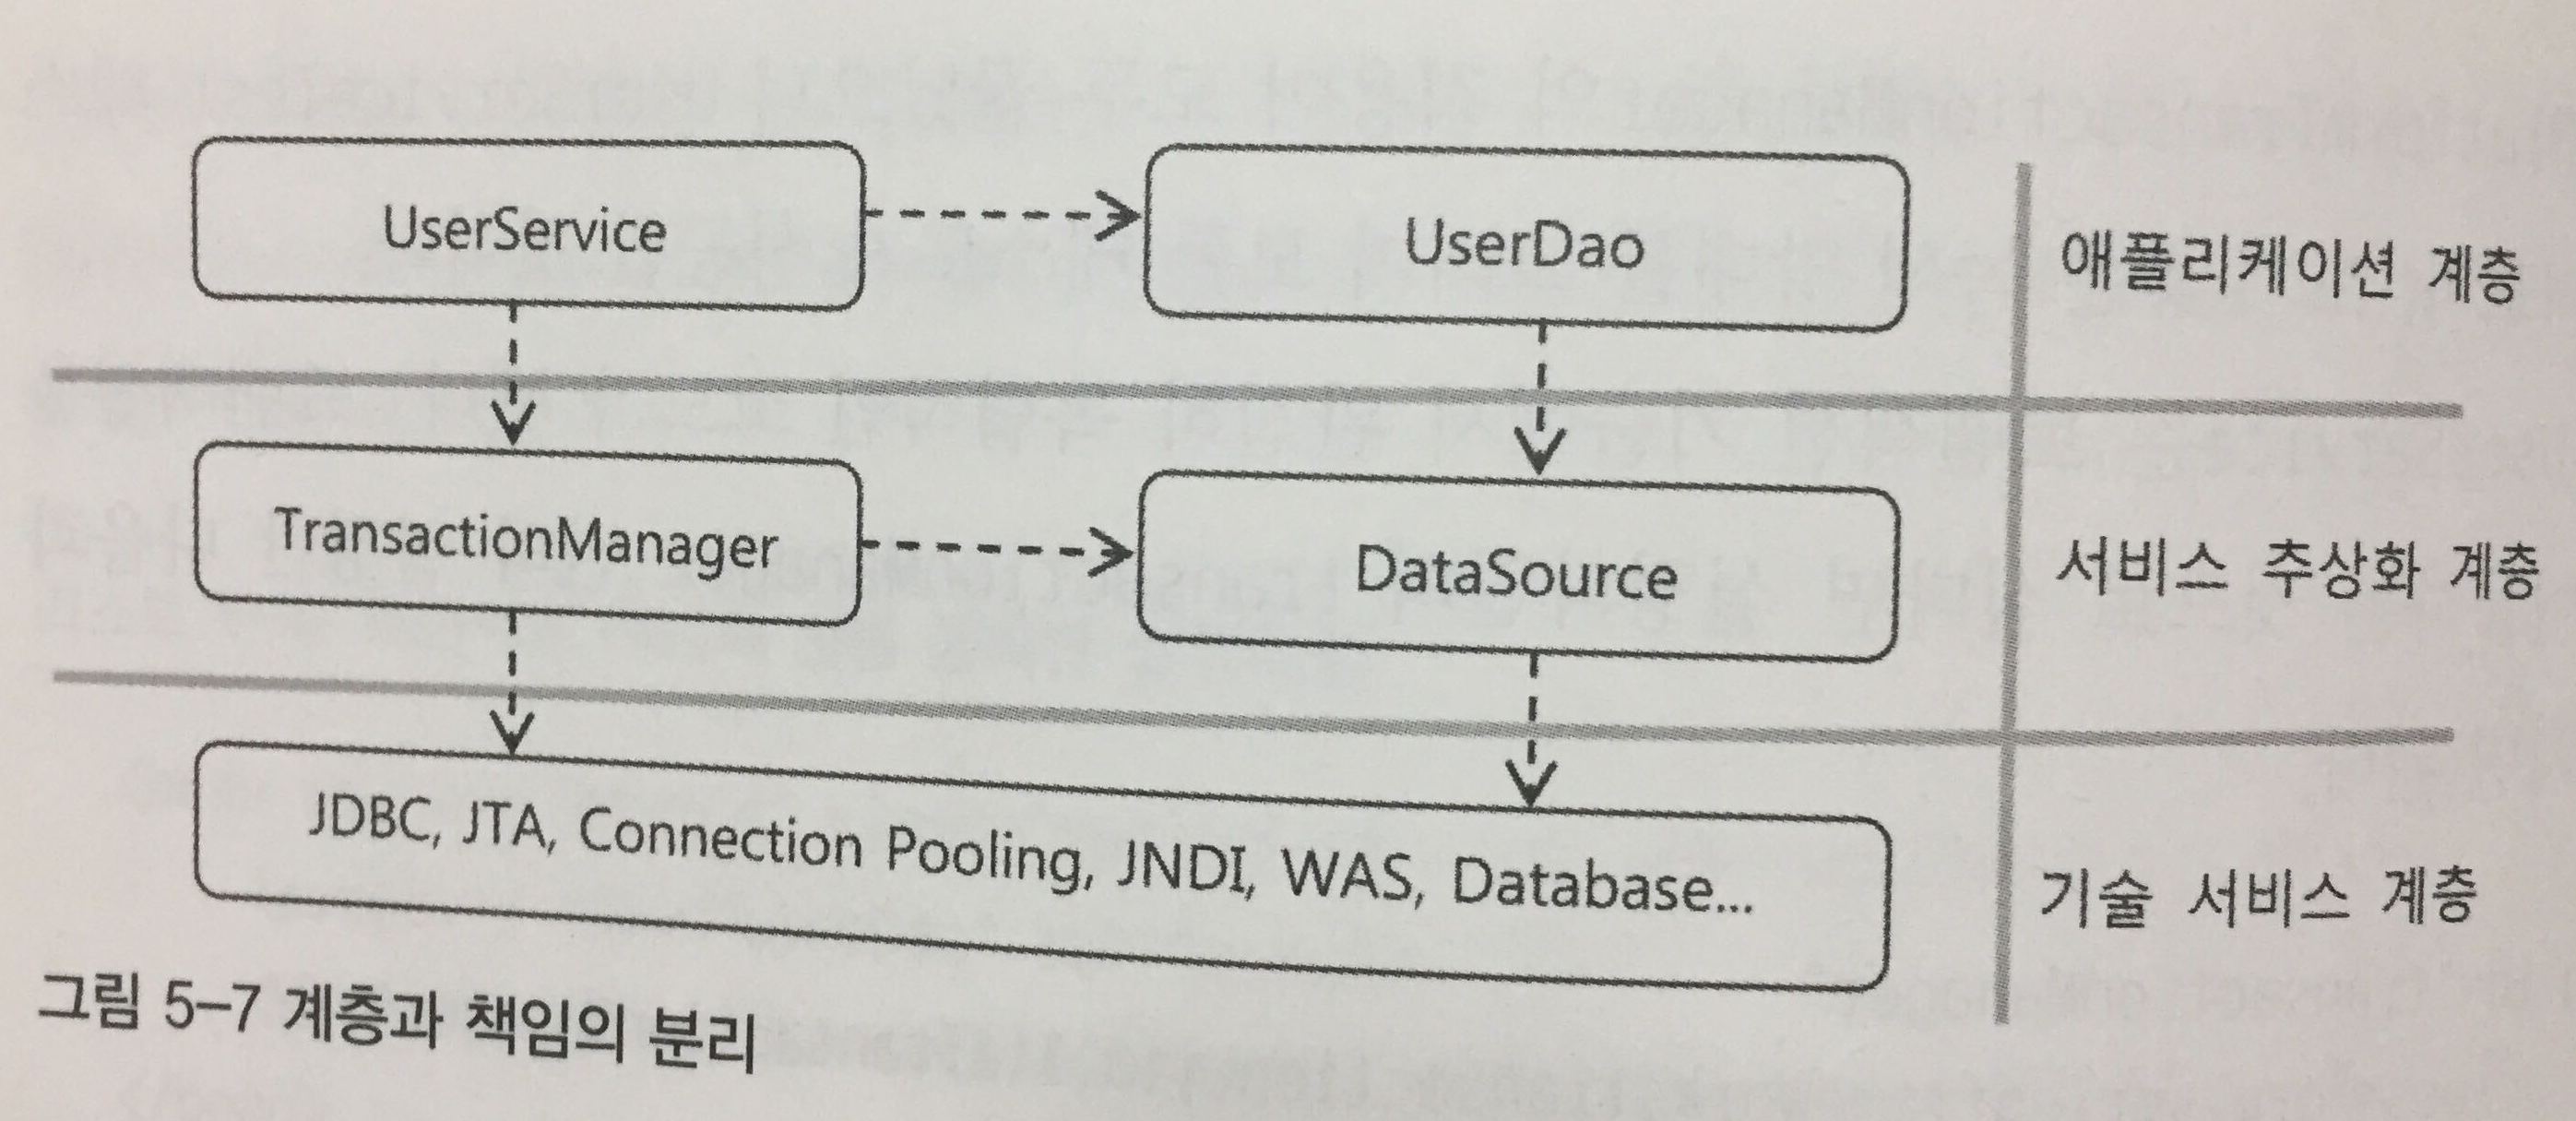 UserService
UserDao
애플리케이션 계층
TransactionManager
DataSource
서비스 추상화 계층
JDBC, JTA, Connection Pooling, JNDI, WAS, Database...
기술 서비스 계층
그림 5-7 계층과 책임의 분리